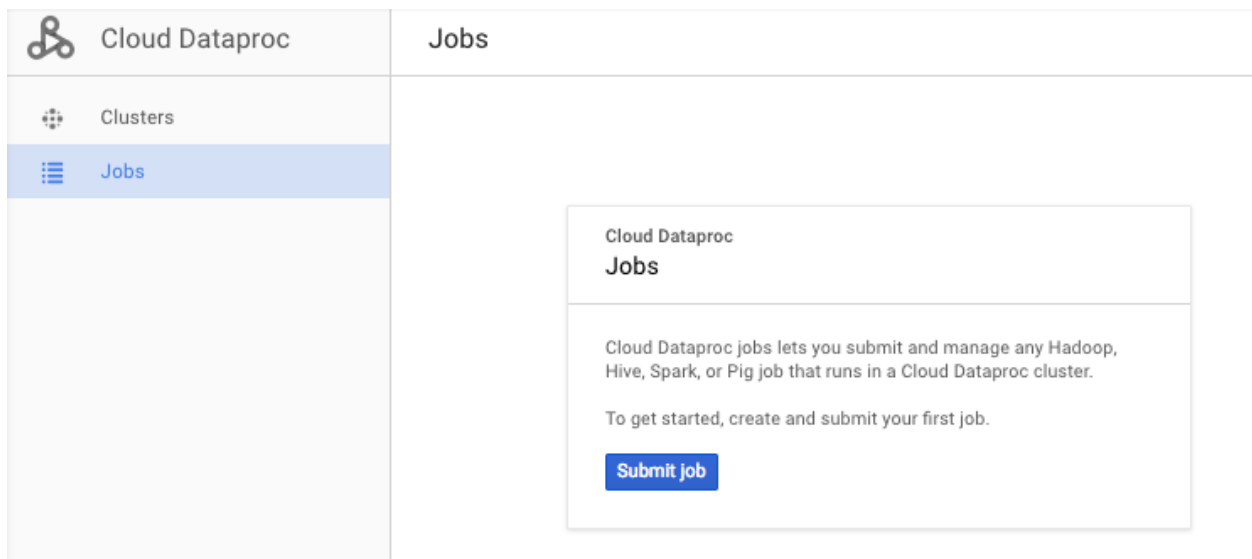 Cloud Dataproc
Jobs
Clusters
Jobs
Cloud Dataproc
Jobs
Cloud Dataproc jobs lets you submit and manage any Hadoop,
Hive, Spark, or Pig job that runs in a Cloud Dataproc cluster.
To get started, create and submit your first job.
Submit job